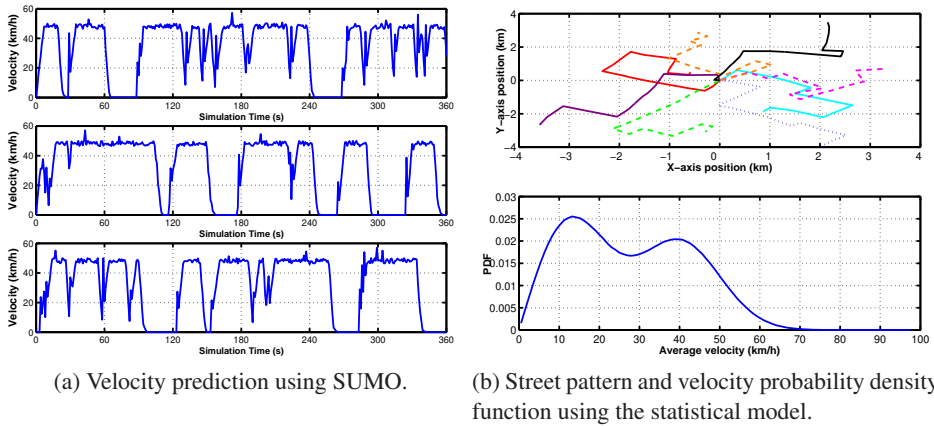 60
40
20
0
Velocity (km/h)
0 60 120 180 240 300 360
Simulation Time (s)
60
40
20
0
Velocity (km/h)
0 60 120 180 240 300 360
Simulation Time (s)
60
40
20
0
Velocity (km/h)
0 60 120 180 240 300 360
Simulation Time (s)
(a) Velocity prediction using SUMO.
4
2
0
−2
−4
Y−axis position (km)
−4 −3 −2 −1 0 1 2 3 4
X−axis position (km)
0.03
0.025
0.02
0.015
0.01
0.005
0
PDF
0 10 20 30 40 50 60 70 80 90 100
Average velocity (km/h)
(b) Street pattern and velocity probability density
function using the statistical model.